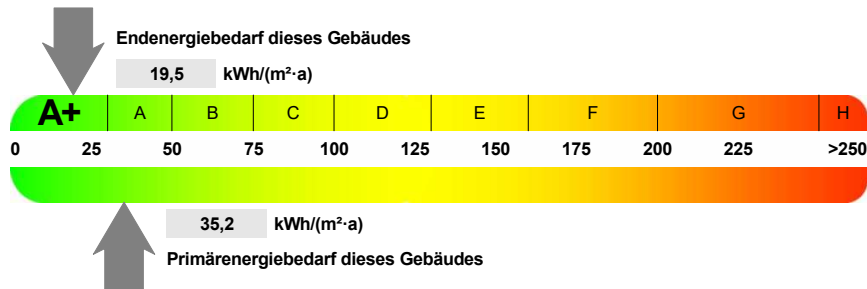 Endenergiebedarf dieses Gebäudes
19,5 kWh/(m²·a)
A+ A B C D E F G H
0 25 50 75 100 125 150 175 200 225 >250
35,2 kWh/(m²·a)
Primärenergiebedarf dieses Gebäudes